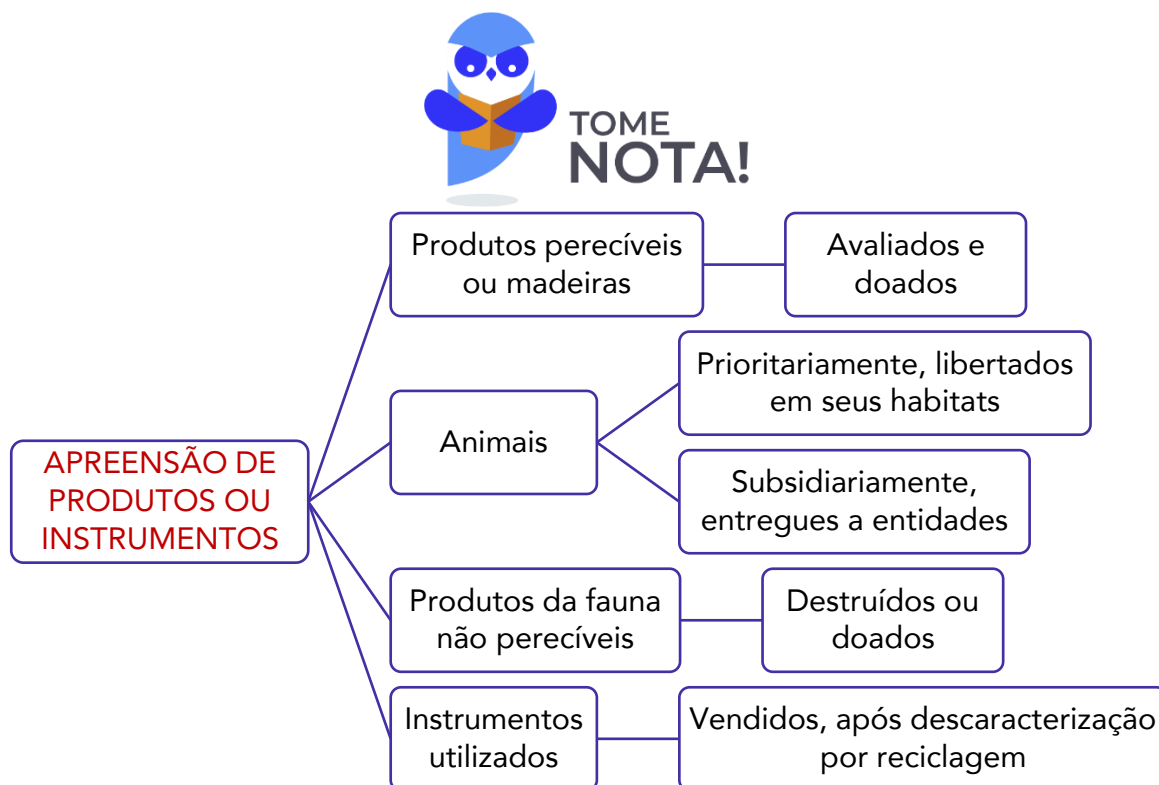 TOME
NOTA!
Produtos perecíveis
ou madeiras
Avaliados e
doados
Animais
Prioritariamente, libertados
em seus habitats
Subsidiariamente,
entregues a entidades
APREENSÃO DE
PRODUTOS OU
INSTRUMENTOS
Produtos da fauna
não perecíveis
Destruídos ou
doados
Instrumentos
utilizados
Vendidos, após descaracterização
por reciclagem